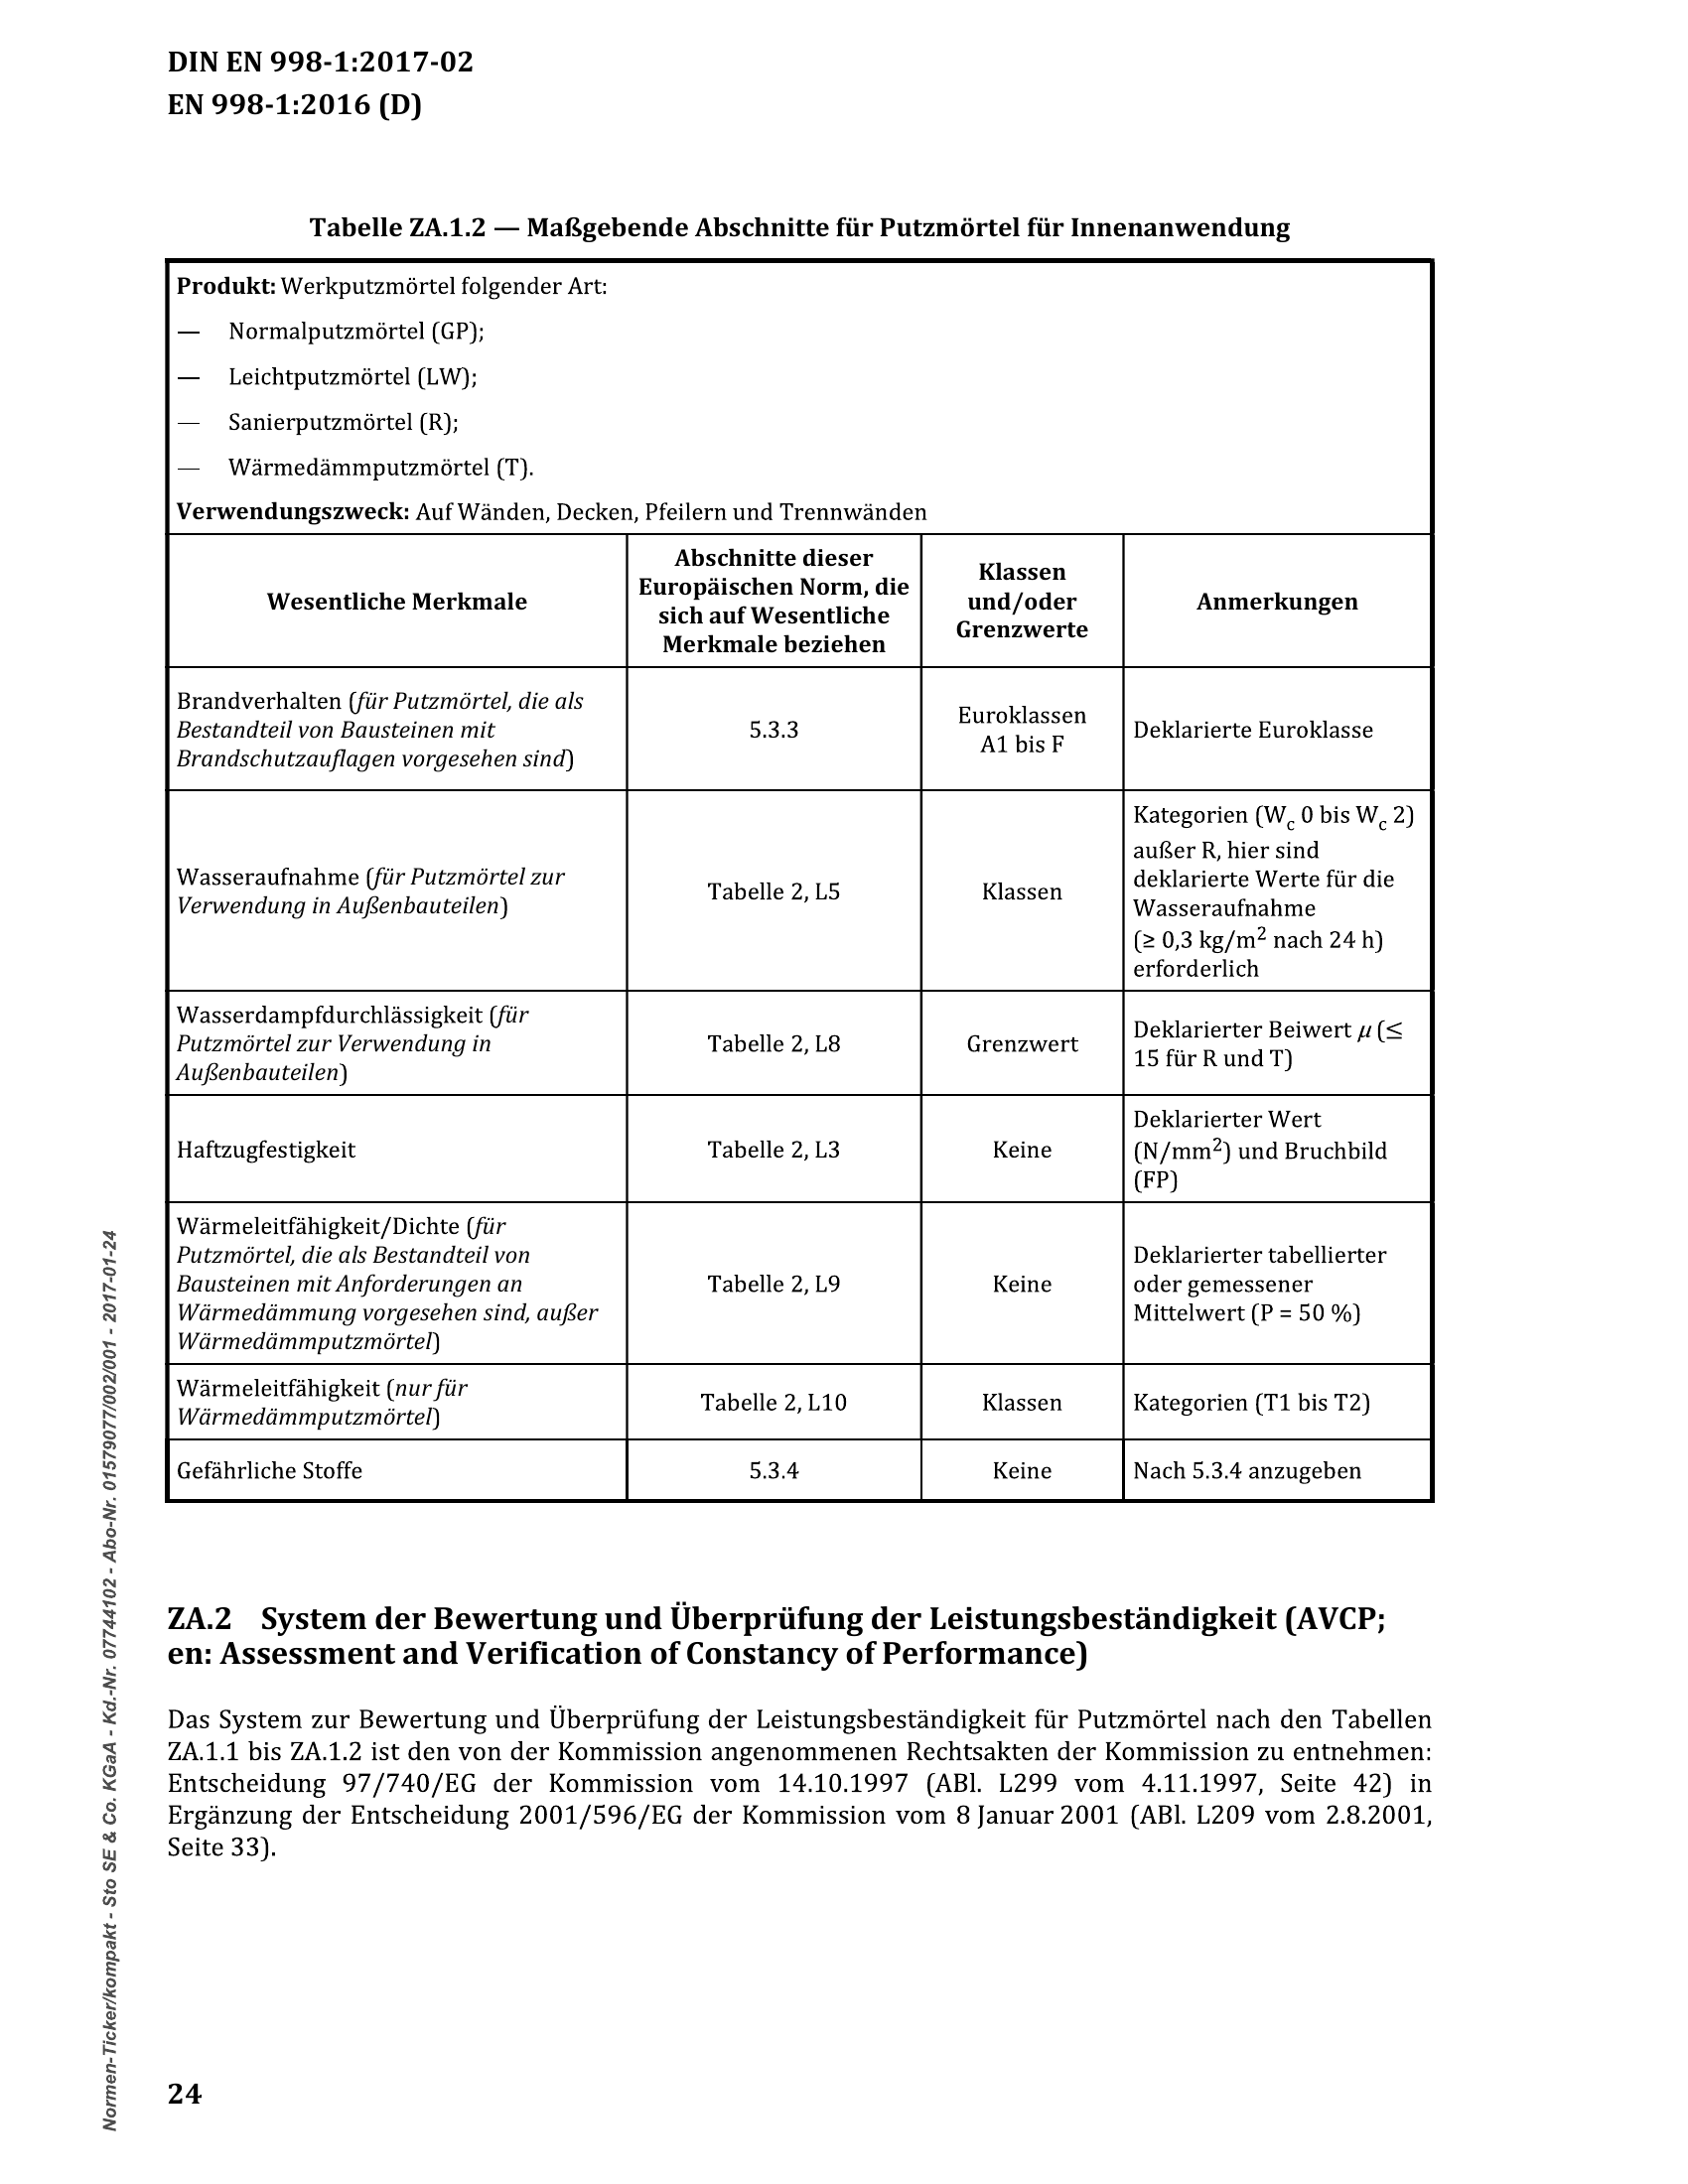 DIN EN 998-1:2017-02
EN 998-1:2016 (D)
Tabelle ZA.1.2 — Maßgebende Abschnitte für Putzmörtel für Innenanwendung
Produkt: Werkputzmörtel folgender Art:
— Normalputzmörtel (GP);
— Leichtputzmörtel (LW);
— Sanierputzmörtel (R);
— Wärmedämmputzmörtel (T).
Verwendungszweck: Auf Wänden, Decken, Pfeilern und Trennwänden
Wesentliche Merkmale
Abschnitte dieser
Europäischen Norm, die
sich auf Wesentliche
Merkmale beziehen
Klassen
und/oder
Grenzwerte
Anmerkungen
Brandverhalten (für Putzmörtel, die als
Bestandteil von Bausteinen mit
Brandschutzauflagen vorgesehen sind)
5.3.3
Euroklassen
A1 bis F
Deklarierte Euroklasse
Wasseraufnahme (für Putzmörtel zur
Verwendung in Außenbauteilen)
Tabelle 2, L5
Klassen
Kategorien (Wc 0 bis Wc 2)
außer R, hier sind
deklarierte Werte für die
Wasseraufnahme
(≥ 0,3 kg/m² nach 24 h)
erforderlich
Wasserdampfdurchlässigkeit (für
Putzmörtel zur Verwendung in
Außenbauteilen)
Tabelle 2, L8
Grenzwert
Deklarierter Beiwert μ (≤
15 für R und T)
Haftzugfestigkeit
Tabelle 2, L3
Keine
Deklarierter Wert
(N/mm²) und Bruchbild
(FP)
Wärmeleitfähigkeit/Dichte (für
Putzmörtel, die als Bestandteil von
Bausteinen mit Anforderungen an
Wärmedämmung vorgesehen sind, außer
Wärmedämmputzmörtel)
Tabelle 2, L9
Keine
Deklarierter tabellierter
oder gemessener
Mittelwert (P = 50 %)
Wärmeleitfähigkeit (nur für
Wärmedämmputzmörtel)
Tabelle 2, L10
Klassen
Kategorien (T1 bis T2)
Gefährliche Stoffe
5.3.4
Keine
Nach 5.3.4 anzugeben
ZA.2 System der Bewertung und Überprüfung der Leistungsbeständigkeit (AVCP;
en: Assessment and Verification of Constancy of Performance)
Das System zur Bewertung und Überprüfung der Leistungsbeständigkeit für Putzmörtel nach den Tabellen
ZA.1.1 bis ZA.1.2 ist den von der Kommission angenommenen Rechtsakten der Kommission zu entnehmen:
Entscheidung 97/740/EG der Kommission vom 14.10.1997 (ABl. L299 vom 4.11.1997, Seite 42) in
Ergänzung der Entscheidung 2001/596/EG der Kommission vom 8 Januar 2001 (ABl. L209 vom 2.8.2001,
Seite 33).
24
Normen-Ticker/kompakt - Sto SE & Co. KGaA - Kd.-Nr. 07744102 - Abo-Nr. 01579077/002/001 - 2017-01-24